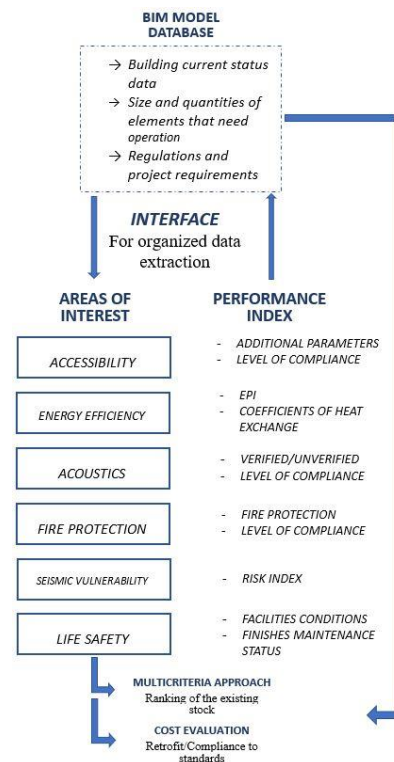 BIM MODEL
DATABASE
→ Building current status
data
→ Size and quantities of
elements that need
operation
→ Regulations and
project requirements
INTERFACE
For organized data
extraction
AREAS OF
INTEREST
ACCESSIBILITY
ENERGY EFFICIENCY
ACOUSTICS
FIRE PROTECTION
SEISMIC VULNERABILITY
LIFE SAFETY
PERFORMANCE
INDEX
- ADDITIONAL PARAMETERS
- LEVEL OF COMPLIANCE
- EPI
- COEFFICIENTS OF HEAT
EXCHANGE
- VERIFIED/UNVERIFIED
- LEVEL OF COMPLIANCE
- FIRE PROTECTION
- LEVEL OF COMPLIANCE
- RISK INDEX
- FACILITIES CONDITIONS
- FINISHES MAINTENANCE
STATUS
MULTICRITERIA APPROACH
Ranking of the existing
stock
COST EVALUATION
Retrofit/Compliance to
standards